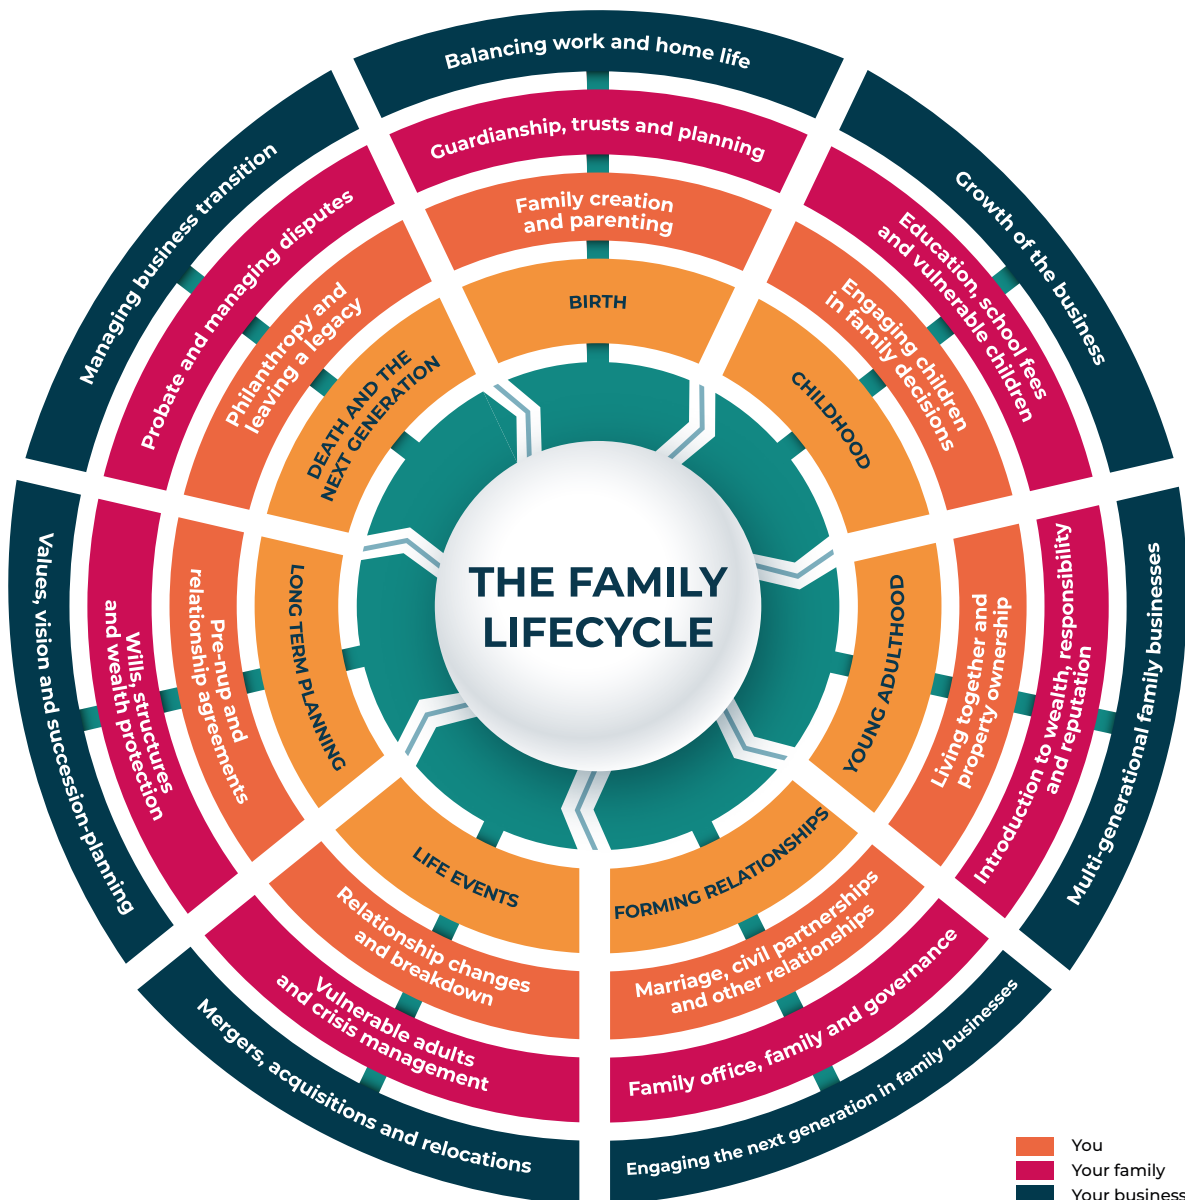 THE FAMILY
LIFECYCLE
Balancing work and home life
Guardianship, trusts and planning
Family creation
and parenting
BIRTH
Growth of the business
Education, school fees
and vulnerable children
Engaging children
in family decisions
CHILDHOOD
Multi-generational family businesses
Introduction to wealth, responsibility
and reputation
Living together and
property ownership
YOUNG ADULTHOOD
Engaging the next generation in family businesses
Family office, family and governance
Marriage, civil partnerships
and other relationships
FORMING RELATIONSHIPS
Mergers, acquisitions and relocations
Vulnerable adults
and crisis management
Relationship changes
and breakdown
LIFE EVENTS
Values, vision and succession-planning
Wills, structures
and wealth protection
Pre-nup and
relationship agreements
LONG TERM PLANNING
Managing business transition
Probate and managing disputes
Philanthropy and
leaving a legacy
DEATH AND THE
NEXT GENERATION
You
Your family
Your business